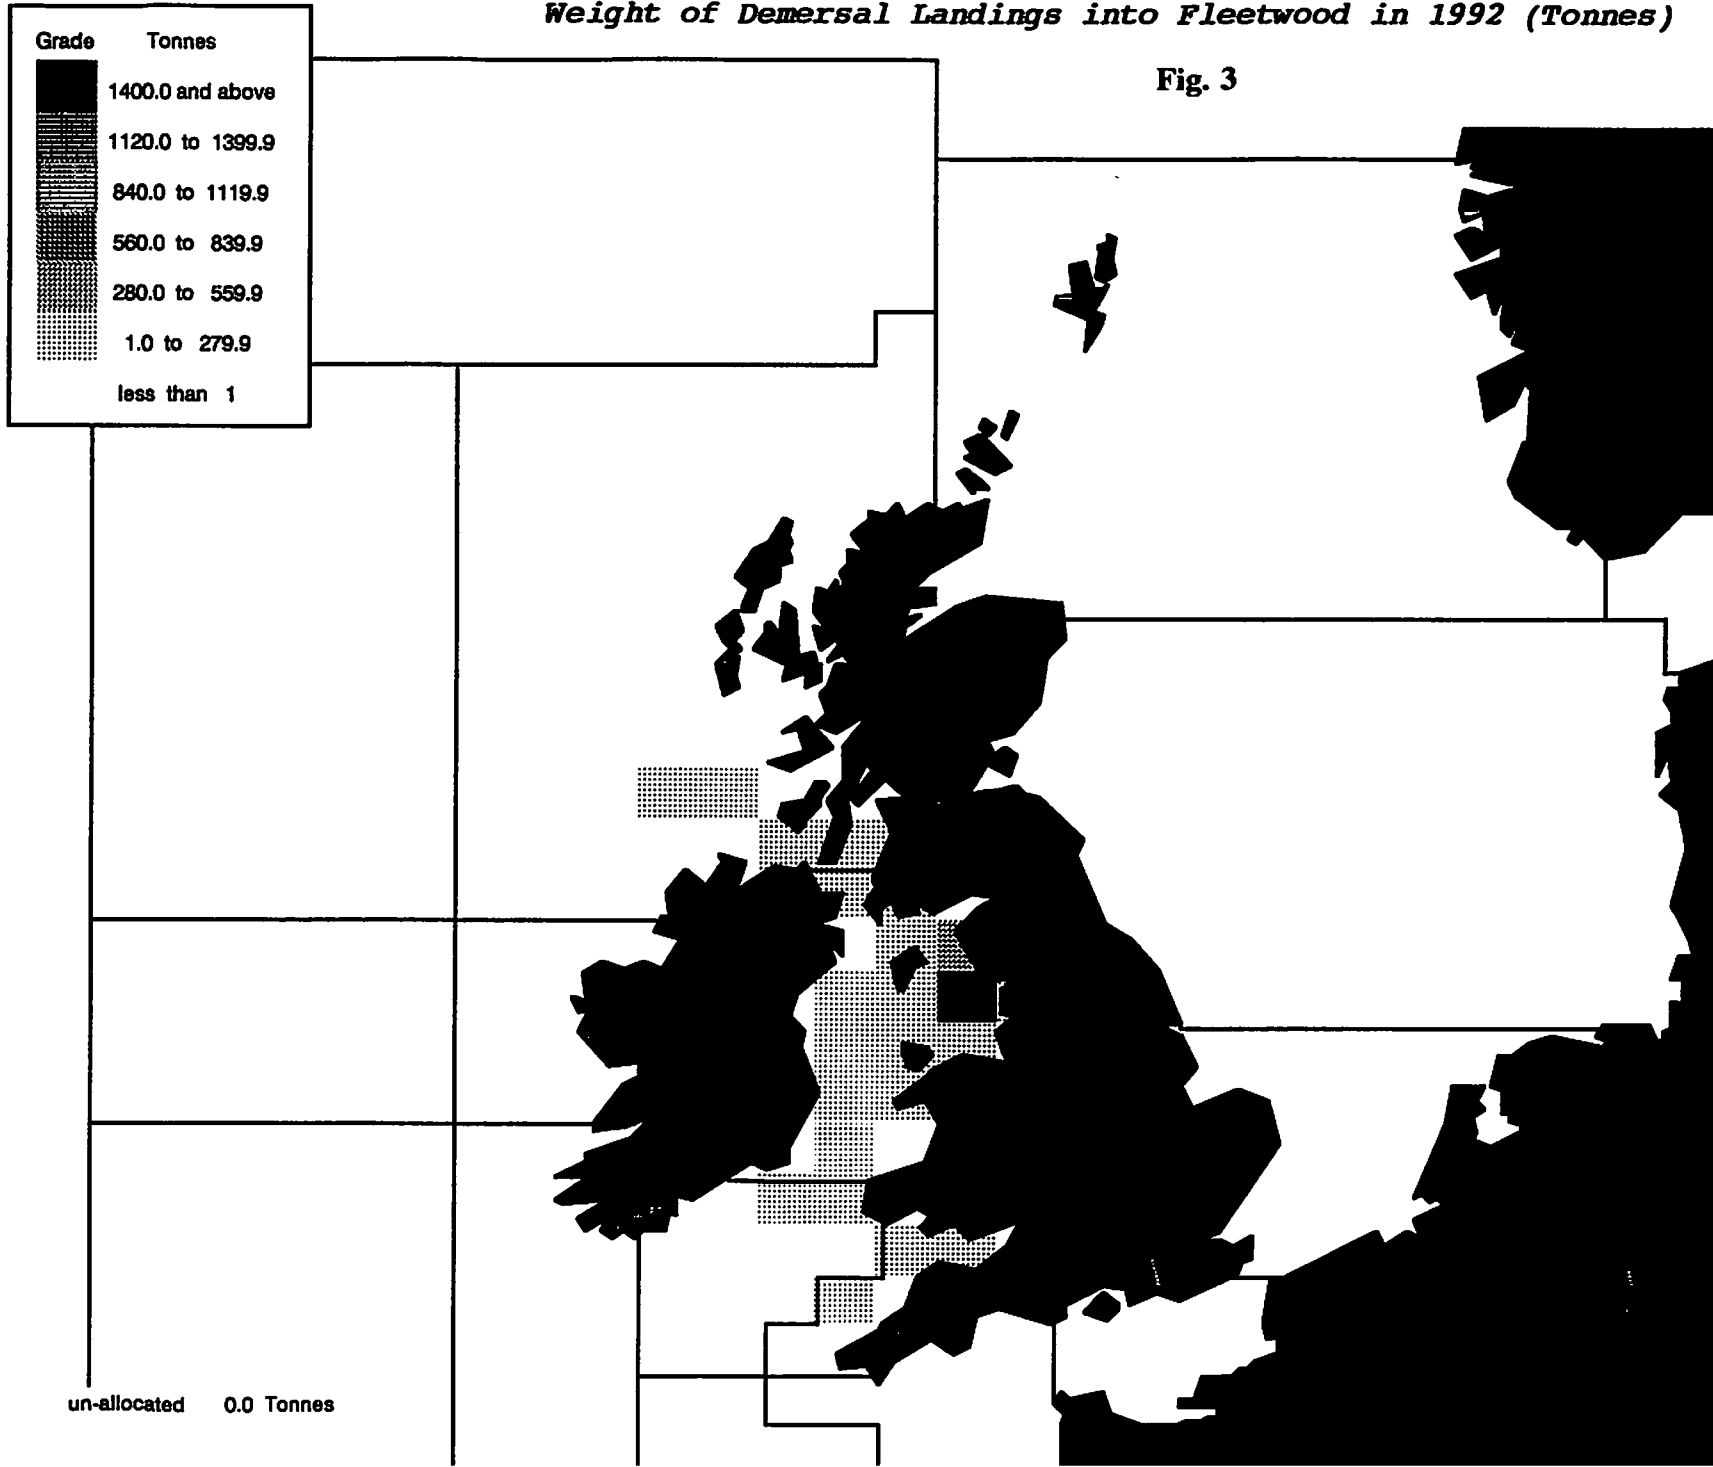 Weight of Demersal Landings into Fleetwood in 1992 (Tonnes)
Fig. 3
Grade Tonnes
1400.0 and above
1120.0 to 1399.9
840.0 to 1119.9
560.0 to 839.9
280.0 to 559.9
1.0 to 279.9
less than 1
un-allocated 0.0 Tonnes